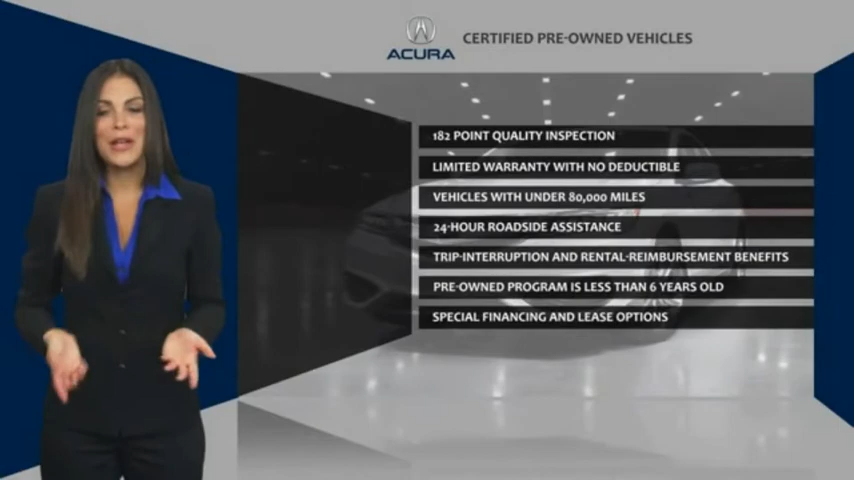 ACURA
CERTIFIED PRE-OWNED VEHICLES
182 POINT QUALITY INSPECTION
LIMITED WARRANTY WITH NO DEDUCTIBLE
VEHICLES WITH UNDER 80,000 MILES
24-HOUR ROADSIDE ASSISTANCE
TRIP-INTERRUPTION AND RENTAL-REIMBURSEMENT BENEFITS
PRE-OWNED PROGRAM IS LESS THAN 6 YEARS OLD
SPECIAL FINANCING AND LEASE OPTIONS